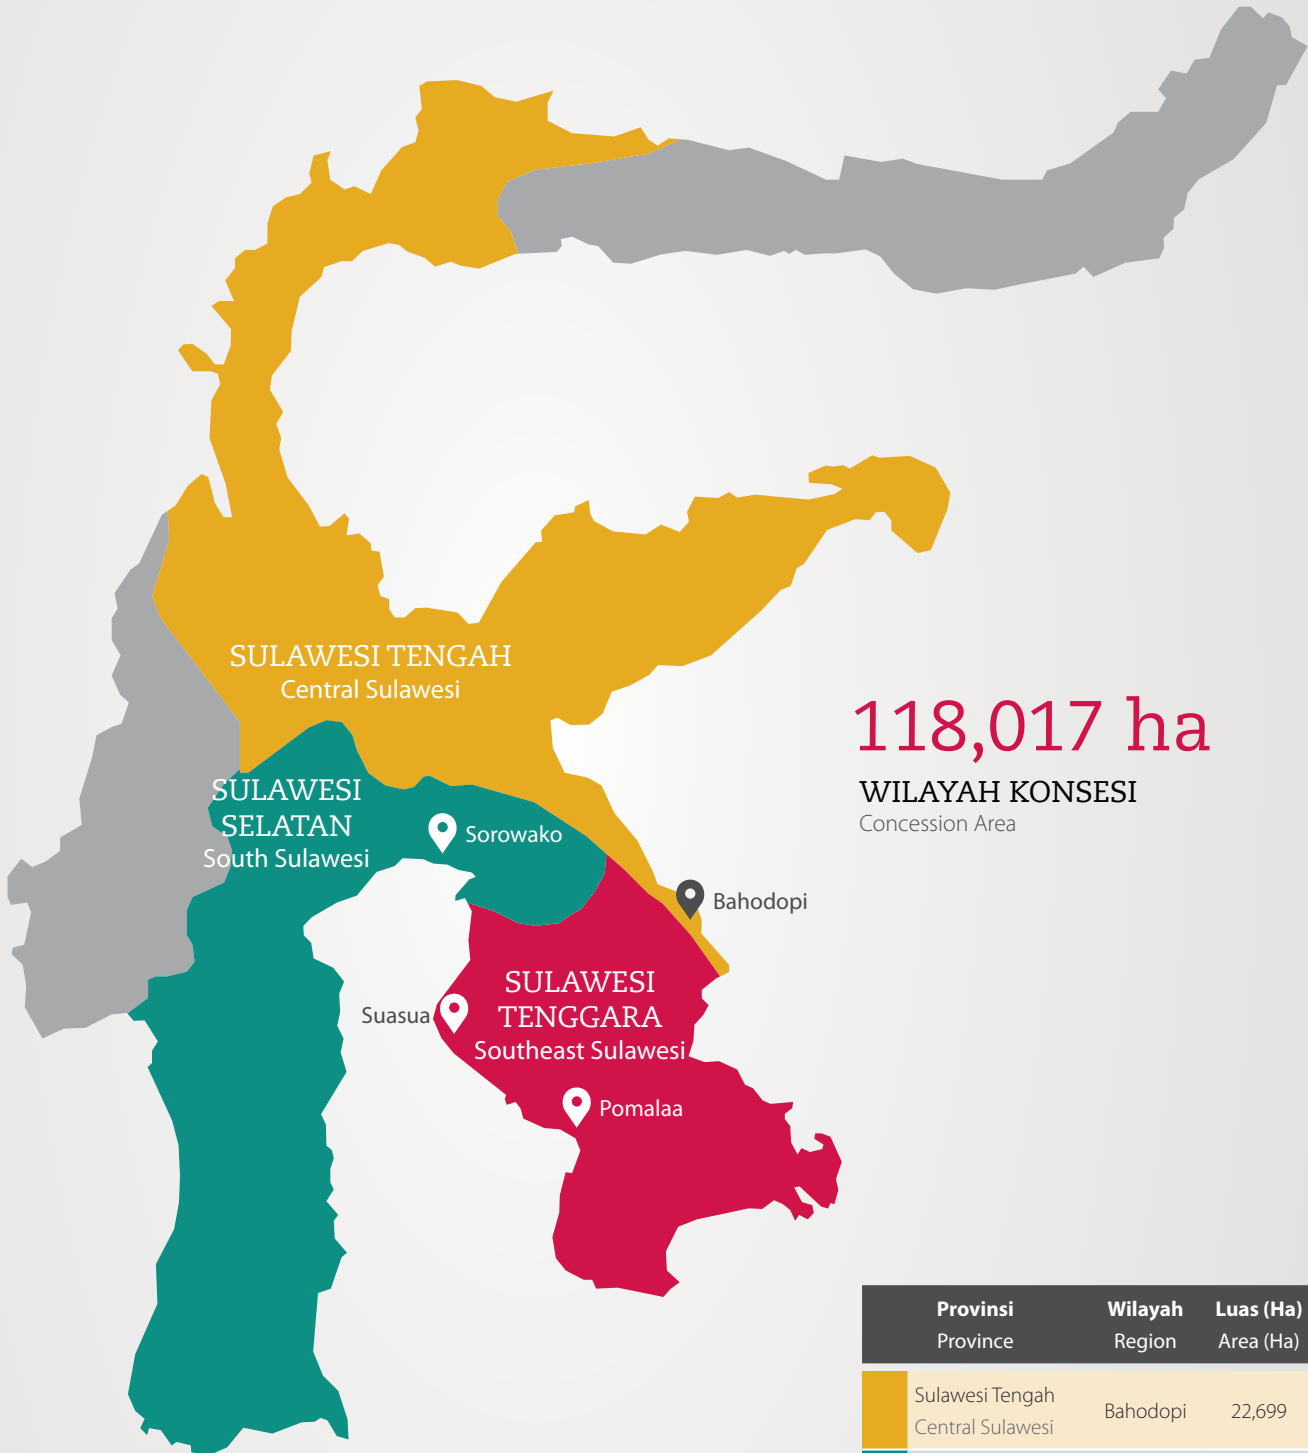 SULAWESI TENGAH
Central Sulawesi
118,017 ha
WILAYAH KONSESI
Concession Area
SULAWESI
SELATAN
South Sulawesi
Sorowako
Bahodopi
SULAWESI
TENGGARA
Southeast Sulawesi
Suasua
Pomalaa
Provinsi Wilayah Luas (Ha)
Province Region Area (Ha)
Sulawesi Tengah
Central Sulawesi
Bahodopi 22,699